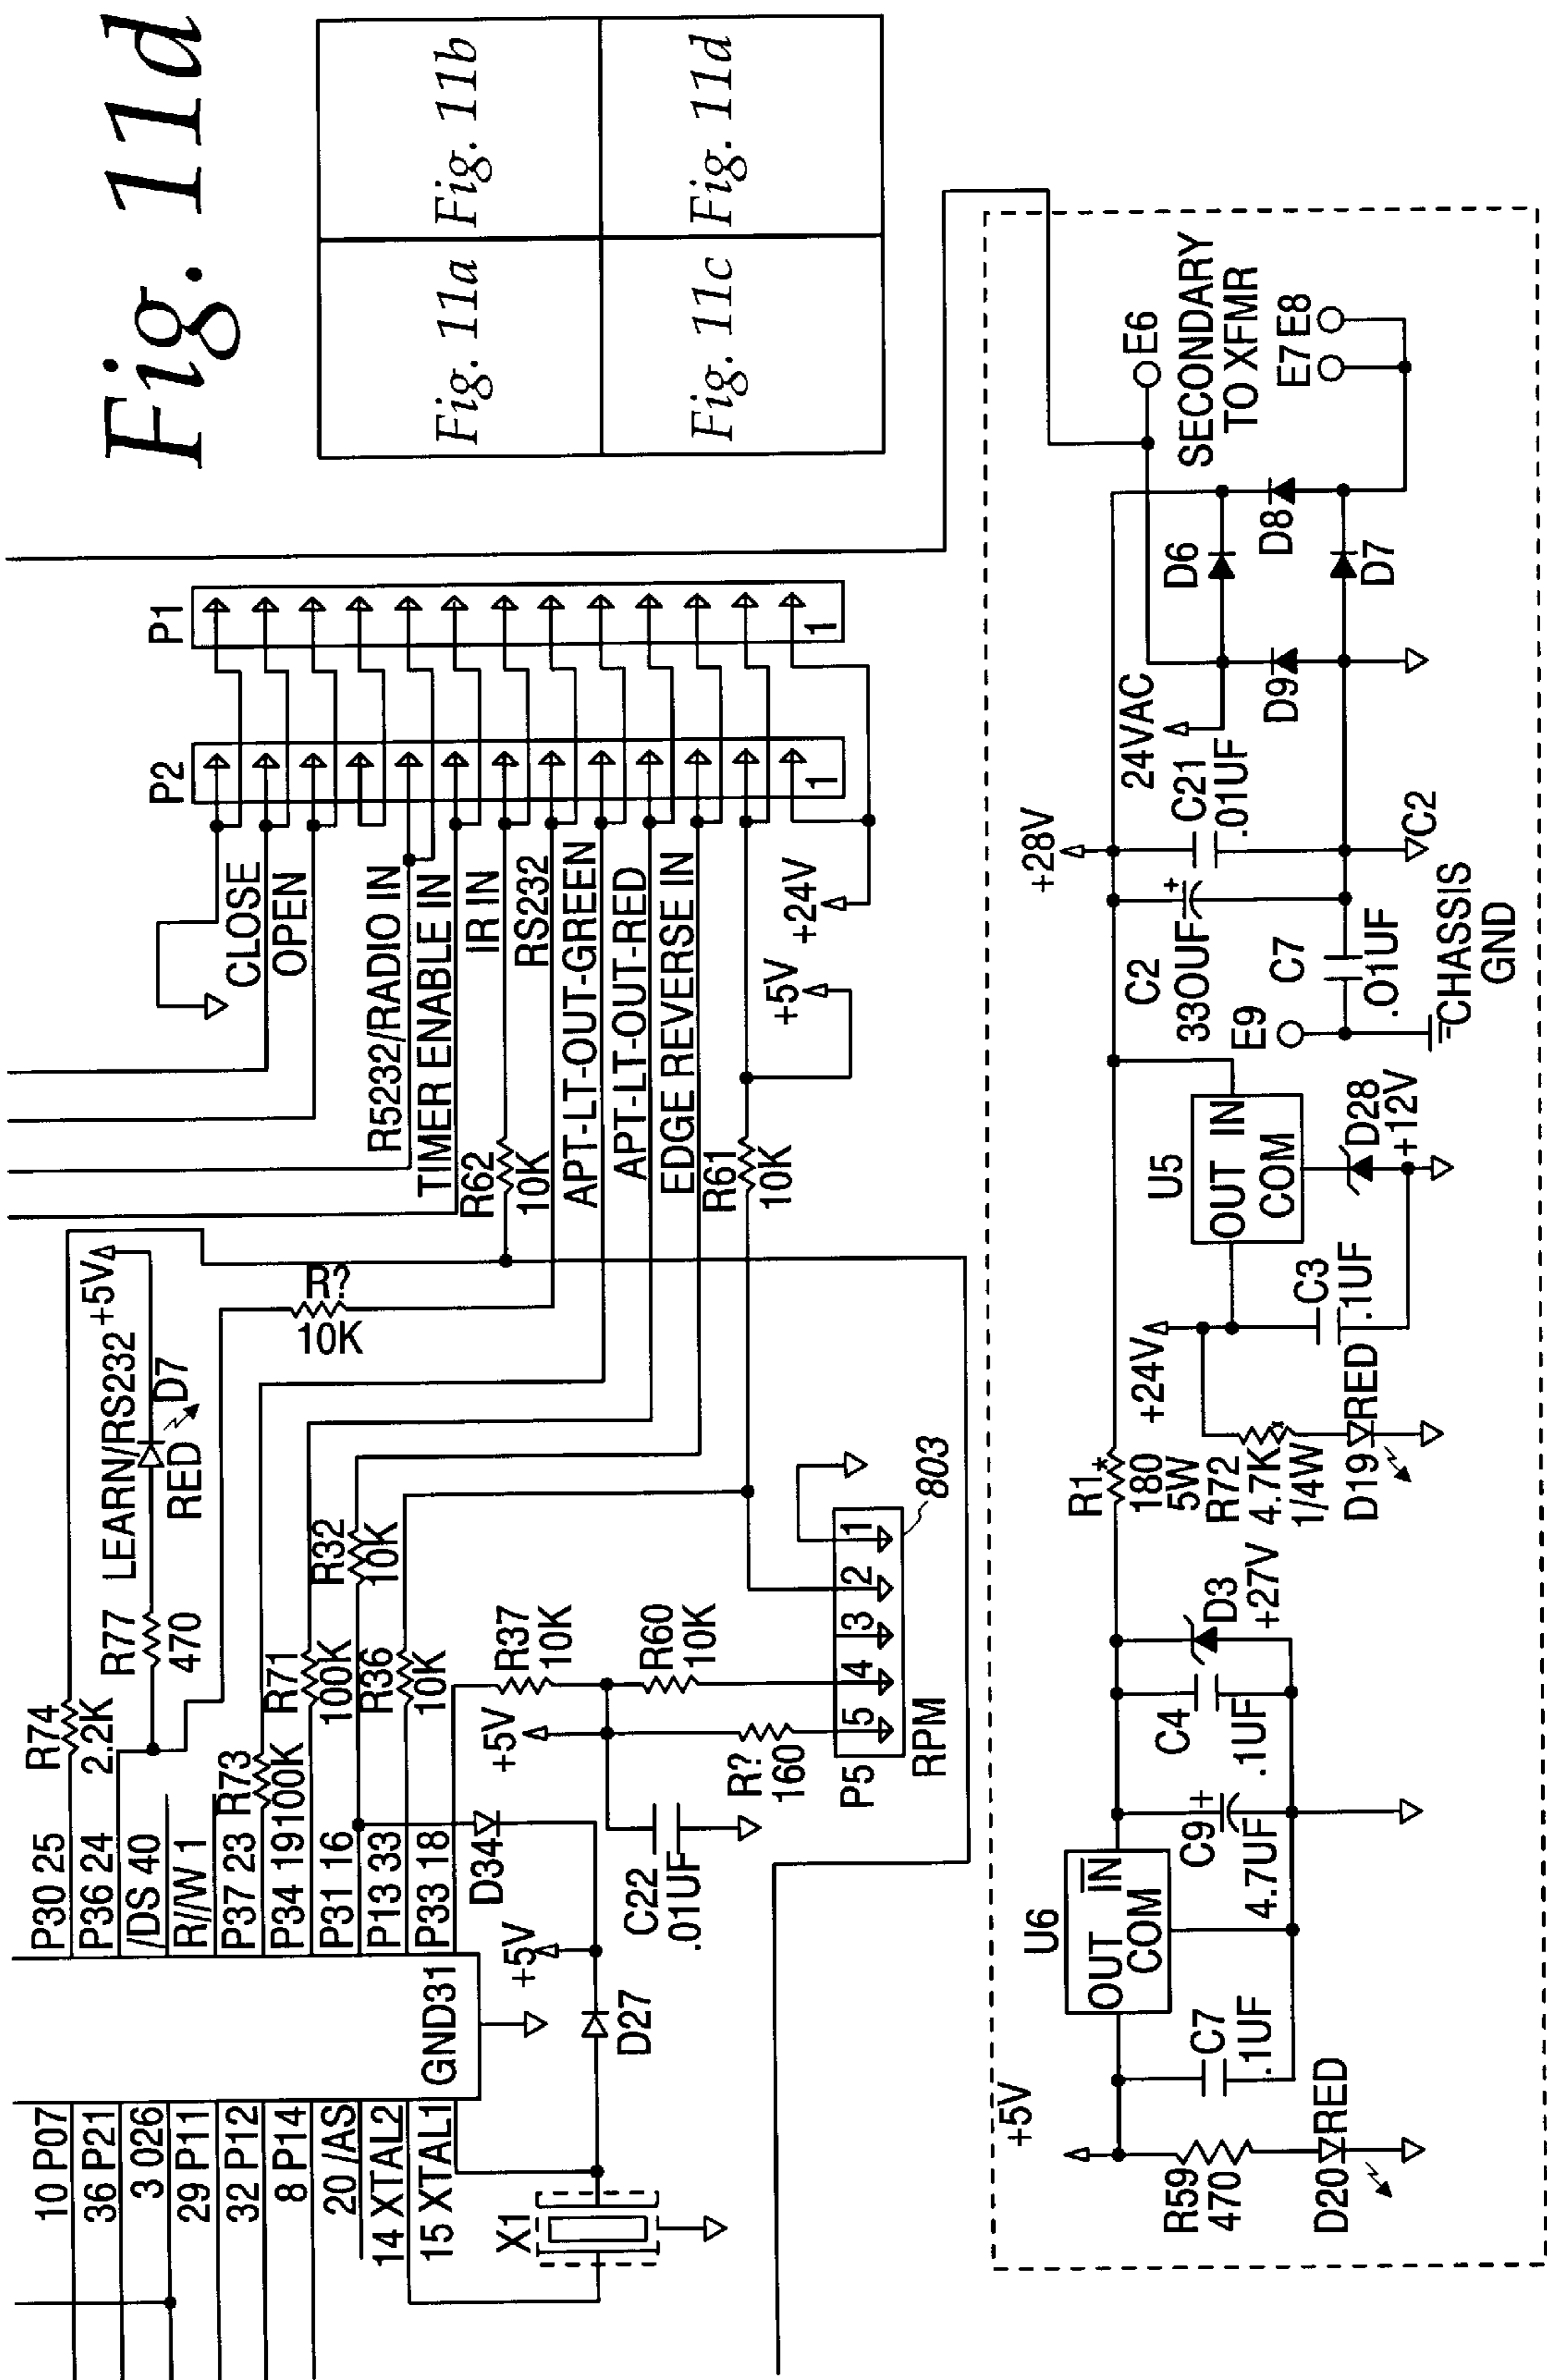 Fig. 11d
Fig. 11a
Fig. 11b
Fig. 11c
Fig. 11d
10 P07
36 P21
3 026
29 P11
32 P12
8 P14
20 /AS
14 XTAL2
15 XTAL1
GND31
P30 25
P36 24
/DS 40
R//W 1
P37 23
P34 19
P31 16
P13 33
P33 18
X1
D27
+5V
D34
R74
2.2K
R77
470
LEARN/RS232
RED
D7
+5V
R?
10K
R73
100K
R71
100K
R32
10K
R36
10K
R37
10K
R60
10K
+5V
C22
.01UF
R?
160
P5
5
4
3
2
1
RPM
803
CLOSE
OPEN
R5232/RADIO IN
TIMER ENABLE IN
IR IN
R62
10K
RS232
APT-LT-OUT-GREEN
APT-LT-OUT-RED
EDGE REVERSE IN
R61
10K
+5V
+24V
P2
1
P1
1
+5V
R59
470
D20
RED
C7
.1UF
U6
OUT
IN
COM
C9
+
4.7UF
C4
.1UF
D3
+27V
R1*
180
5W
R72
4.7K
1/4W
D19
RED
+24V
C3
.1UF
U5
OUT IN
COM
D28
+12V
E9
C7
.01UF
CHASSIS
GND
C2
330UF
+
+28V
C21
.01UF
C2
24VAC
D6
D8
D9
D7
E6
SECONDARY
TO XFMR
E7
E8